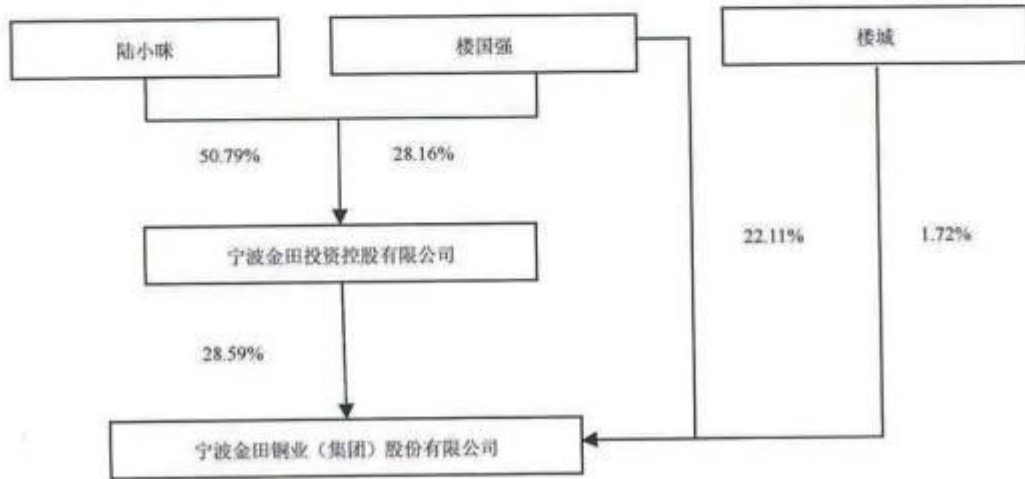 陆小咪
楼国强
楼城
50.79%
28.16%
22.11%
1.72%
宁波金田投资控股有限公司
28.59%
宁波金田铜业（集团）股份有限公司